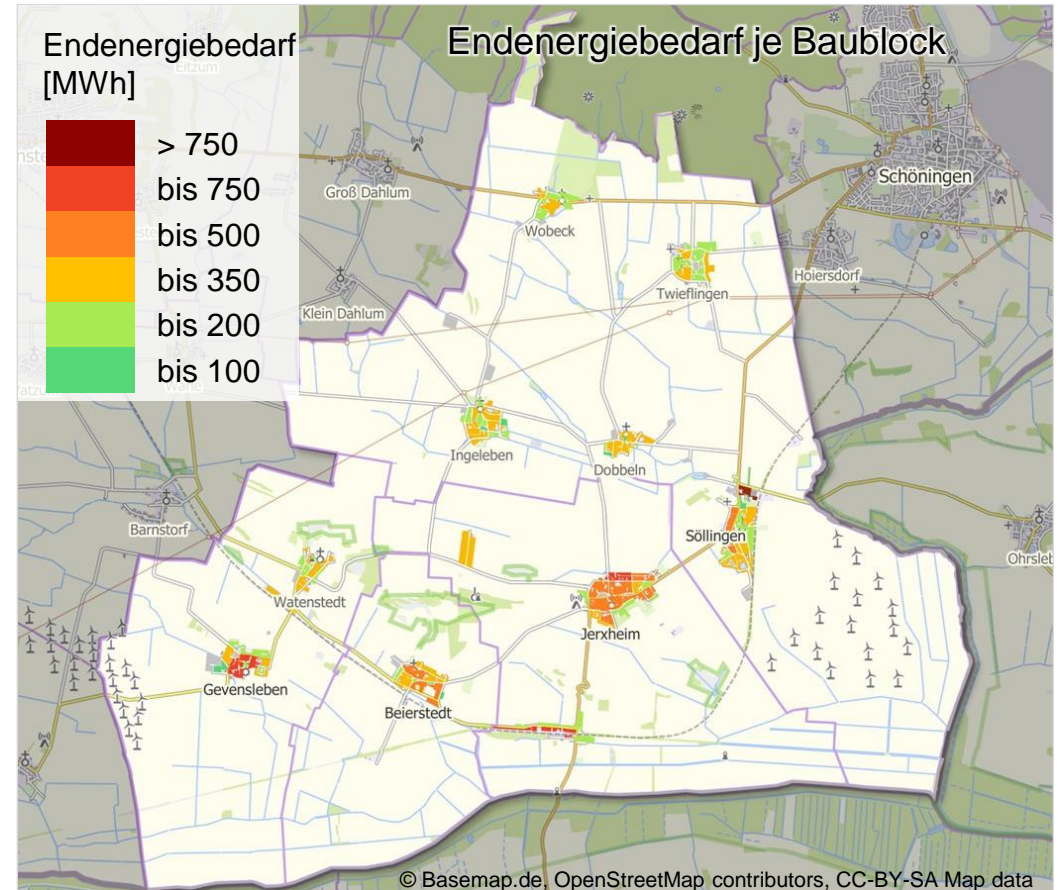 Endenergiebedarf je Baublock
Endenergiebedarf
[MWh]
> 750
bis 750
bis 500
bis 350
bis 200
bis 100
Eitzum
Groß Dahlum
Schöningen
Wobeck
Hoiersdorf
Twieflingen
Klein Dahlum
Ingeleben
Dobbeln
Barnstorf
Söllingen
Watenstedt
Jerxheim
Gevensleben
Beierstedt
© Basemap.de, OpenStreetMap contributors, CC-BY-SA Map data